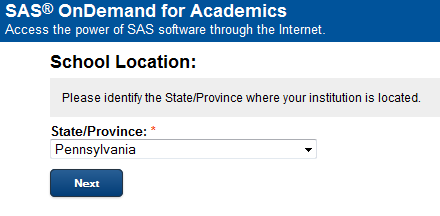 SAS® OnDemand for Academics
Access the power of SAS software through the Internet.
School Location:
Please identify the State/Province where your institution is located.
State/Province: *
Pennsylvania
Next